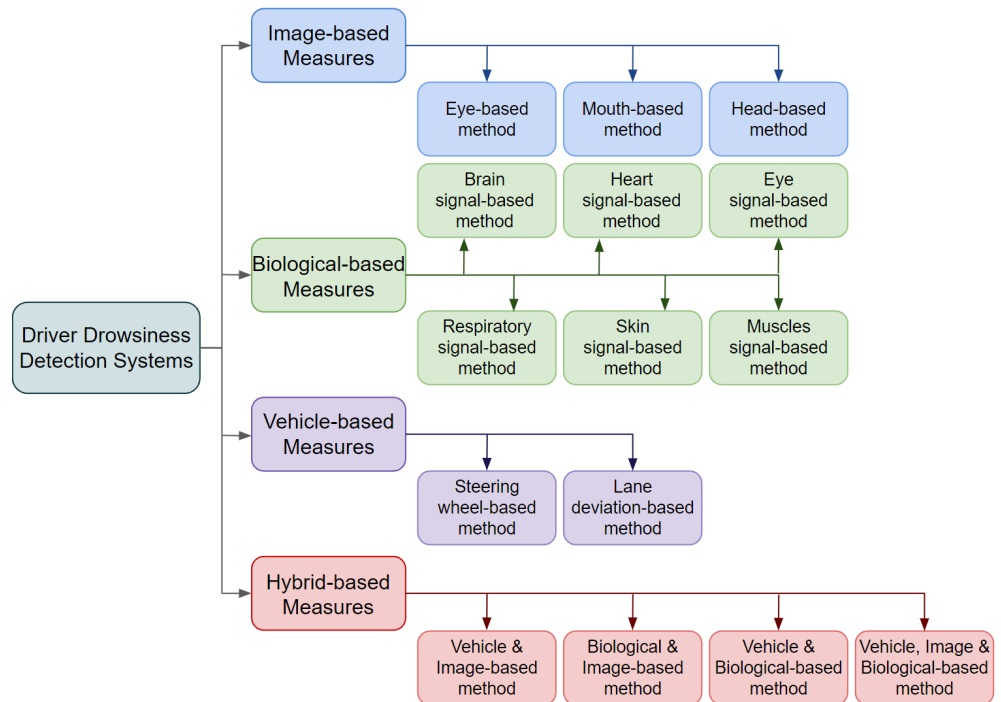 Image-based
Measures
Eye-based
method
Mouth-based
method
Head-based
method
Brain
signal-based
method
Heart
signal-based
method
Eye
signal-based
method
Biological-based
Measures
Respiratory
signal-based
method
Skin
signal-based
method
Muscles
signal-based
method
Driver Drowsiness
Detection Systems
Vehicle-based
Measures
Steering
wheel-based
method
Lane
deviation-based
method
Hybrid-based
Measures
Vehicle &
Image-based
method
Biological &
Image-based
method
Vehicle &
Biological-based
method
Vehicle, Image &
Biological-based
method